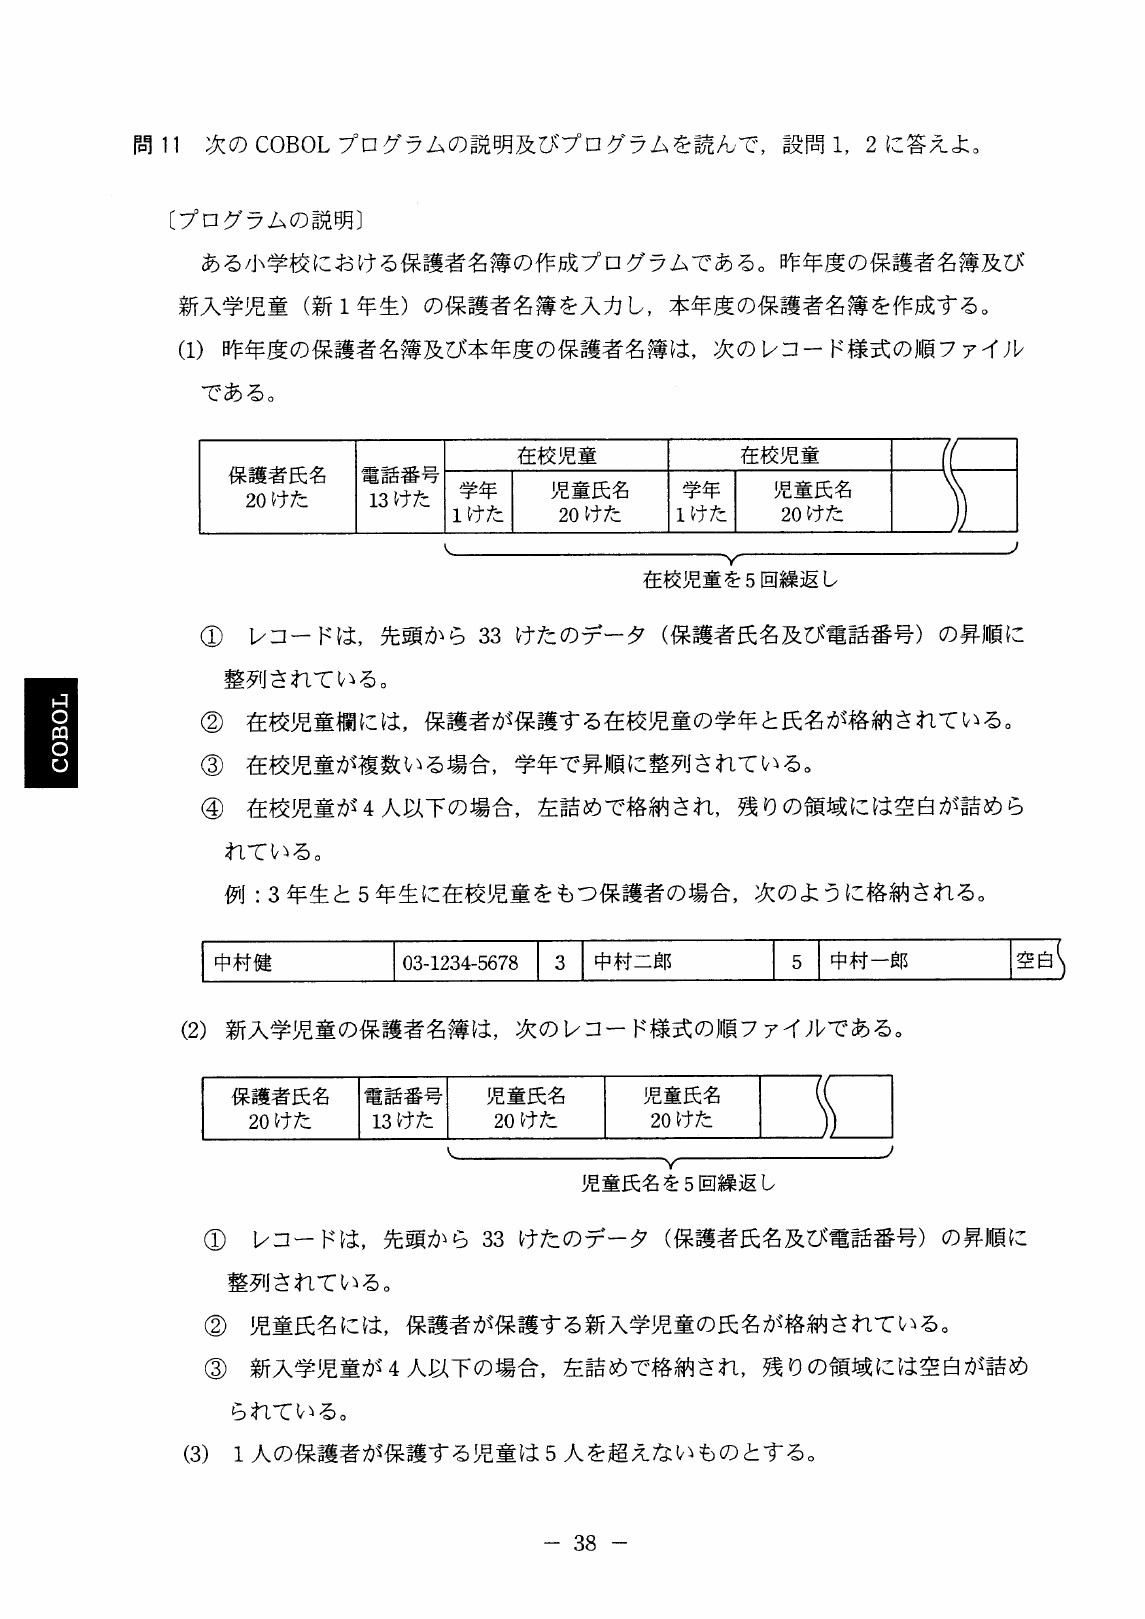 問11 次の COBOL プログラムの説明及びプログラムを読んで，設問 1，2 に答えよ。
〔プログラムの説明〕
ある小学校における保護者名簿の作成プログラムである。昨年度の保護者名簿及び
新入学児童（新 1 年生）の保護者名簿を入力し，本年度の保護者名簿を作成する。
(1) 昨年度の保護者名簿及び本年度の保護者名簿は，次のレコード様式の順ファイル
である。
保護者氏名 20けた 電話番号 13けた 在校児童 在校児童
学年 1けた 児童氏名 20けた 学年 1けた 児童氏名 20けた
在校児童を5回繰返し
① レコードは，先頭から 33 けたのデータ（保護者氏名及び電話番号）の昇順に
整列されている。
② 在校児童欄には，保護者が保護する在校児童の学年と氏名が格納されている。
③ 在校児童が複数いる場合，学年で昇順に整列されている。
④ 在校児童が 4 人以下の場合，左詰めで格納され，残りの領域には空白が詰めら
れている。
例：3 年生と 5 年生に在校児童をもつ保護者の場合，次のように格納される。
中村健 03-1234-5678 3 中村二郎 5 中村一郎 空白
(2) 新入学児童の保護者名簿は，次のレコード様式の順ファイルである。
保護者氏名 電話番号 児童氏名 児童氏名
20けた 13けた 20けた 20けた
児童氏名を5回繰返し
① レコードは，先頭から 33 けたのデータ（保護者氏名及び電話番号）の昇順に
整列されている。
② 児童氏名には，保護者が保護する新入学児童の氏名が格納されている。
③ 新入学児童が 4 人以下の場合，左詰めで格納され，残りの領域には空白が詰め
られている。
(3) 1 人の保護者が保護する児童は 5 人を超えないものとする。
COBOL
－ 38 －